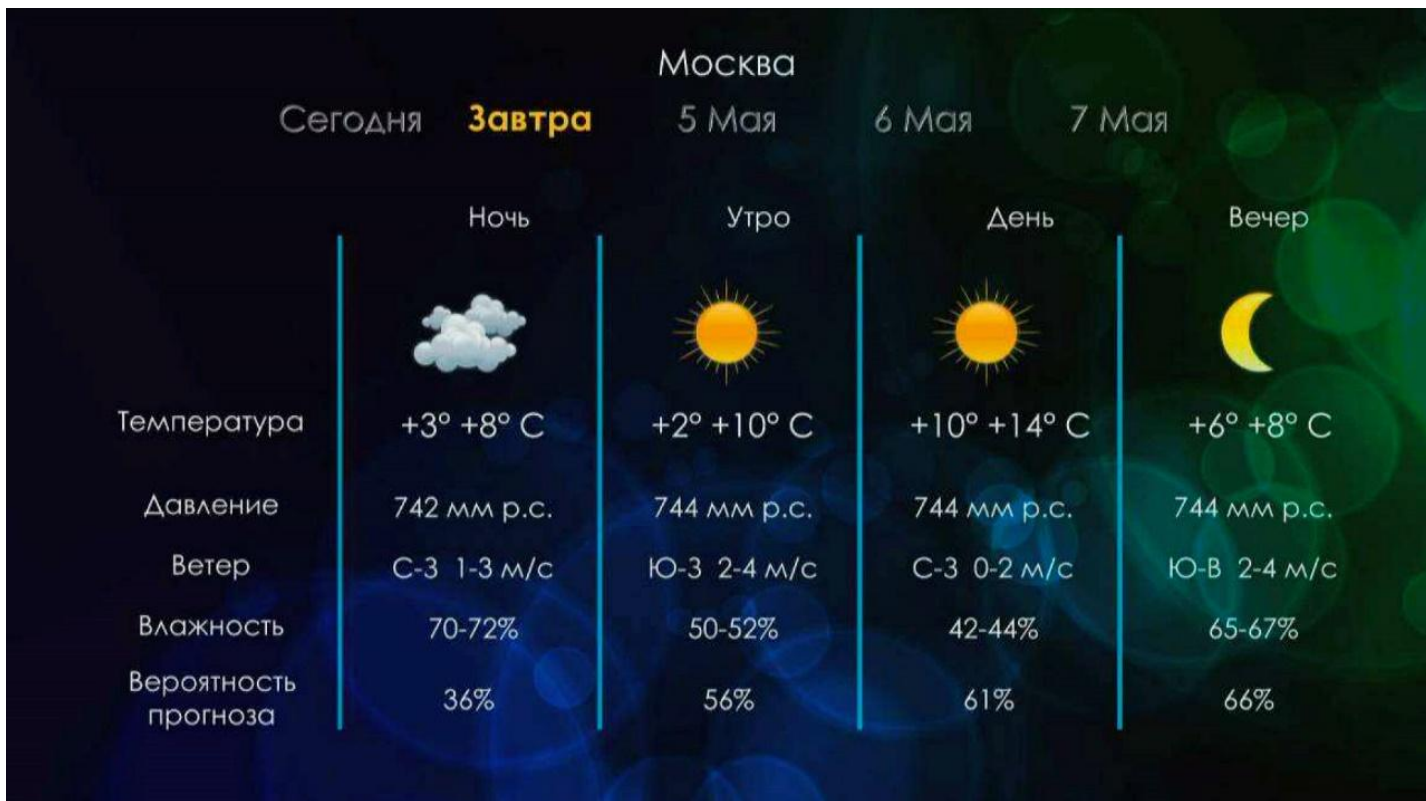 Москва
Сегодня Завтра 5 Мая 6 Мая 7 Мая
Ночь Утро День Вечер
Температура +3° +8° C +2° +10° C +10° +14° C +6° +8° C
Давление 742 мм р.с. 744 мм р.с. 744 мм р.с. 744 мм р.с.
Ветер С-З 1-3 м/с Ю-З 2-4 м/с С-З 0-2 м/с Ю-В 2-4 м/с
Влажность 70-72% 50-52% 42-44% 65-67%
Вероятность
прогноза 36% 56% 61% 66%